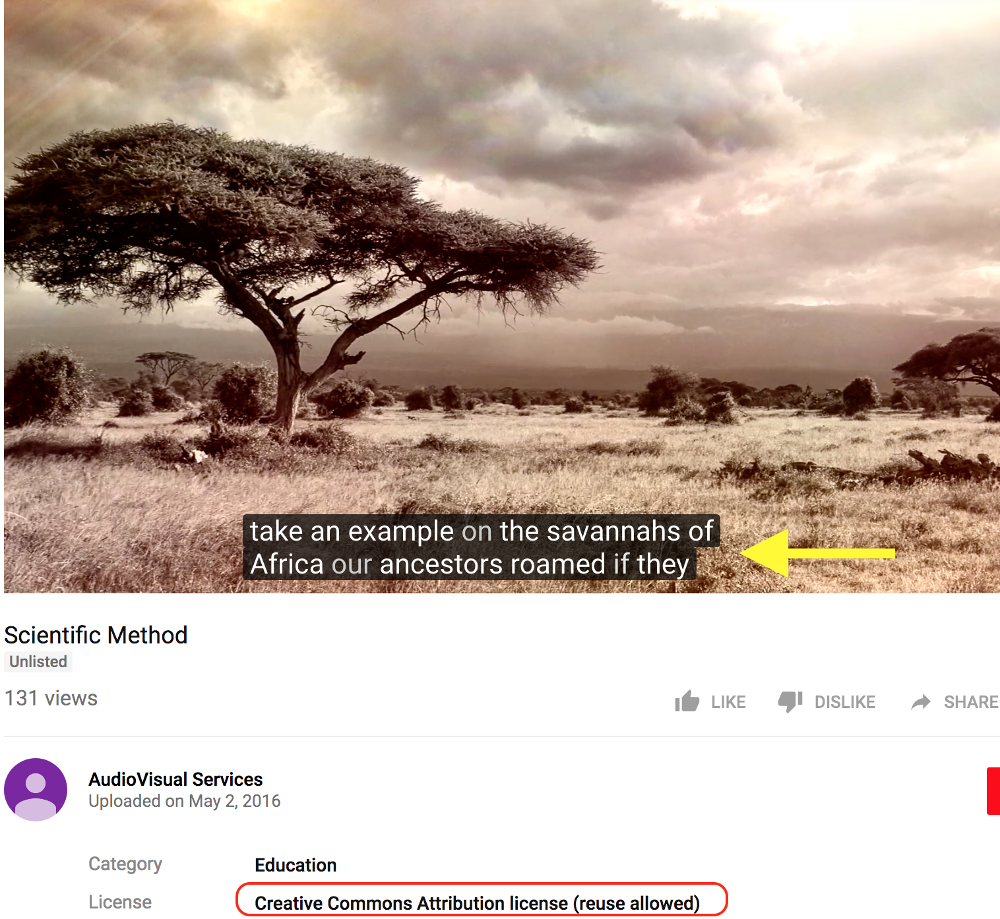 take an example on the savannahs of
Africa our ancestors roamed if they
Scientific Method
Unlisted
131 views
LIKE
DISLIKE
SHARE
AudioVisual Services
Uploaded on May 2, 2016
Category
Education
License
Creative Commons Attribution license (reuse allowed)